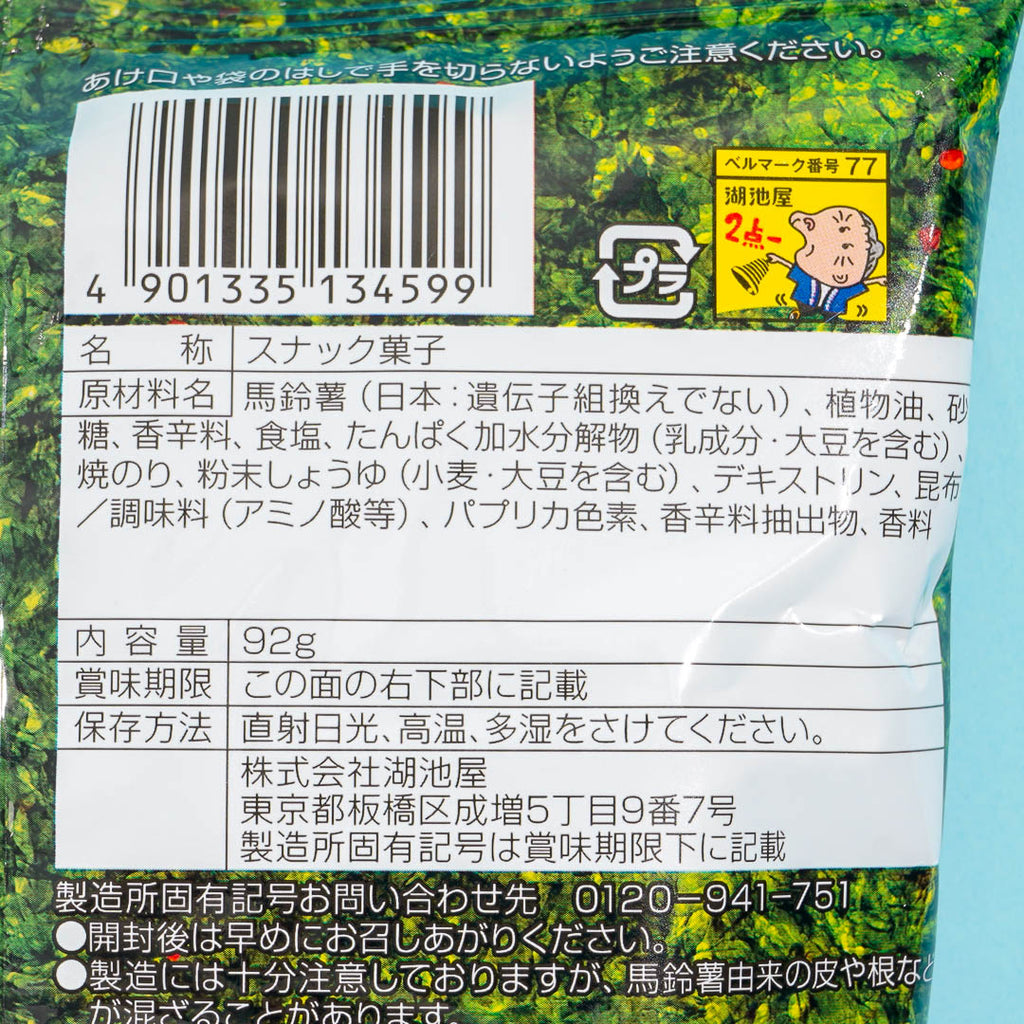 あけ口や袋のはしで手を切らないようご注意ください。
4 901335 134599
プラ
ベルマーク番号 77
湖池屋
2点
名 称 スナック菓子
原材料名 馬鈴薯(日本:遺伝子組換えでない)、植物油、砂
糖、香辛料、食塩、たんぱく加水分解物(乳成分・大豆を含む)、
焼のり、粉末しょうゆ(小麦・大豆を含む)、デキストリン、昆布
/調味料(アミノ酸等)、パプリカ色素、香辛料抽出物、香料
内容量 92g
賞味期限 この面の右下部に記載
保存方法 直射日光、高温、多湿をさけてください。
株式会社湖池屋
東京都板橋区成増5丁目9番7号
製造所固有記号は賞味期限下に記載
製造所固有記号お問い合わせ先 0120-941-751
●開封後は早めにお召しあがりください。
●製造には十分注意しておりますが、馬鈴薯由来の皮や根など
が混ざることがあります。